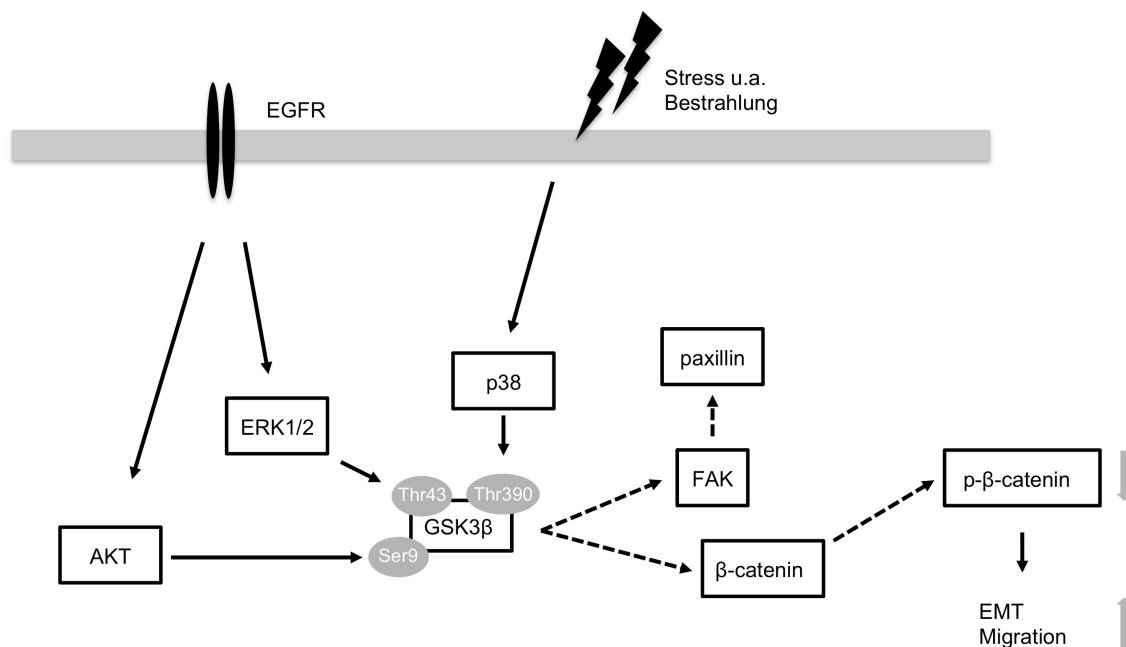 Stress u.a.
Bestrahlung
EGFR
paxillin
p38
ERK1/2
FAK
p-β-catenin
Thr43
Thr390
GSK3β
Ser9
AKT
β-catenin
EMT
Migration